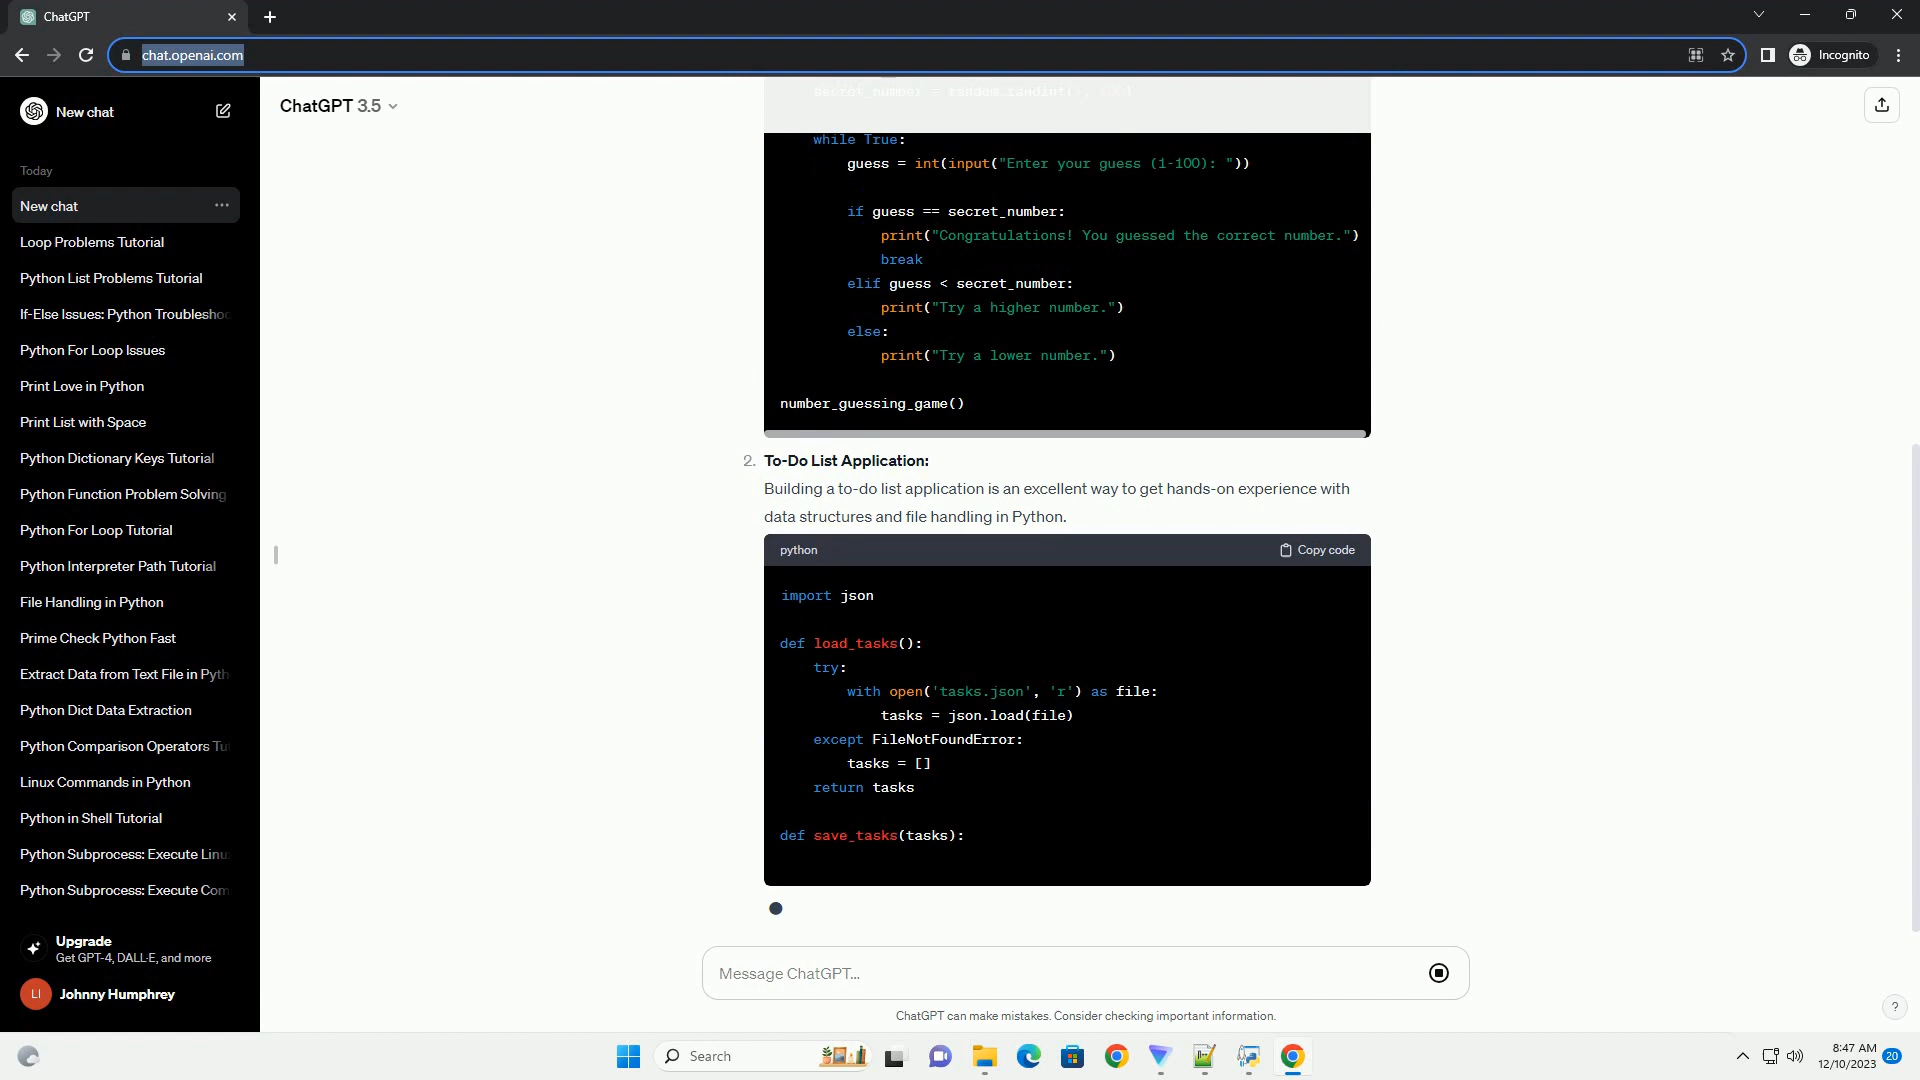 ChatGPT
chat.openai.com
Incognito
New chat
Today
New chat
Loop Problems Tutorial
Python List Problems Tutorial
If-Else Issues: Python Troubleshoo
Python For Loop Issues
Print Love in Python
Print List with Space
Python Dictionary Keys Tutorial
Python Function Problem Solving
Python For Loop Tutorial
Python Interpreter Path Tutorial
File Handling in Python
Prime Check Python Fast
Extract Data from Text File in Pyth
Python Dict Data Extraction
Python Comparison Operators Tu
Linux Commands in Python
Python in Shell Tutorial
Python Subprocess: Execute Linu
Python Subprocess: Execute Com
Upgrade
Get GPT-4, DALL·E, and more
LI
Johnny Humphrey
ChatGPT 3.5
secret_number = random.randint(
while True:
guess = int(input("Enter your guess (1-100): "))
if guess == secret_number:
print("Congratulations! You guessed the correct number.")
break
elif guess < secret_number:
print("Try a higher number.")
else:
print("Try a lower number.")
number_guessing_game()
2. To-Do List Application:
Building a to-do list application is an excellent way to get hands-on experience with
data structures and file handling in Python.
python
Copy code
import json
def load_tasks():
try:
with open('tasks.json', 'r') as file:
tasks = json.load(file)
except FileNotFoundError:
tasks = []
return tasks
def save_tasks(tasks):
Message ChatGPT…
ChatGPT can make mistakes. Consider checking important information.
?
Search
8:47 AM
12/10/2023
20